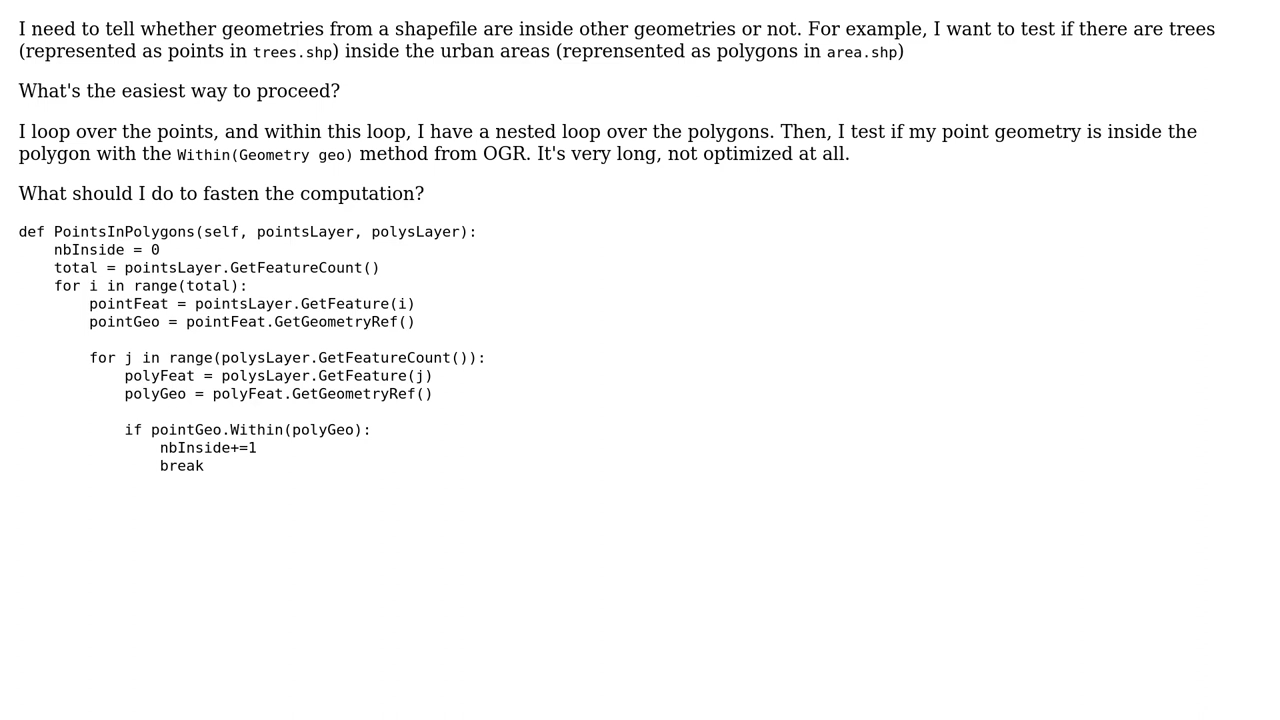 I need to tell whether geometries from a shapefile are inside other geometries or not. For example, I want to test if there are trees
(represented as points in trees.shp) inside the urban areas (reprensented as polygons in area.shp)
What's the easiest way to proceed?
I loop over the points, and within this loop, I have a nested loop over the polygons. Then, I test if my point geometry is inside the
polygon with the Within(Geometry geo) method from OGR. It's very long, not optimized at all.
What should I do to fasten the computation?
def PointsInPolygons(self, pointsLayer, polysLayer):
    nbInside = 0
    total = pointsLayer.GetFeatureCount()
    for i in range(total):
        pointFeat = pointsLayer.GetFeature(i)
        pointGeo = pointFeat.GetGeometryRef()
        for j in range(polysLayer.GetFeatureCount()):
            polyFeat = polysLayer.GetFeature(j)
            polyGeo = polyFeat.GetGeometryRef()
            if pointGeo.Within(polyGeo):
                nbInside+=1
                break